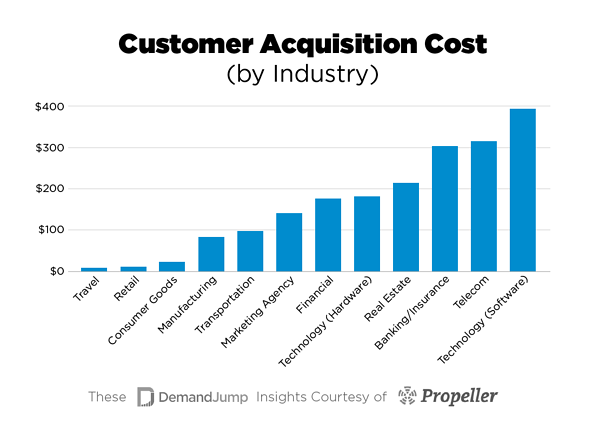 Customer Acquisition Cost
(by Industry)
$400
$300
$200
$100
$0
Travel
Retail
Consumer Goods
Manufacturing
Transportation
Marketing Agency
Financial
Technology (Hardware)
Real Estate
Banking/Insurance
Telecom
Technology (Software)
These DemandJump Insights Courtesy of Propeller